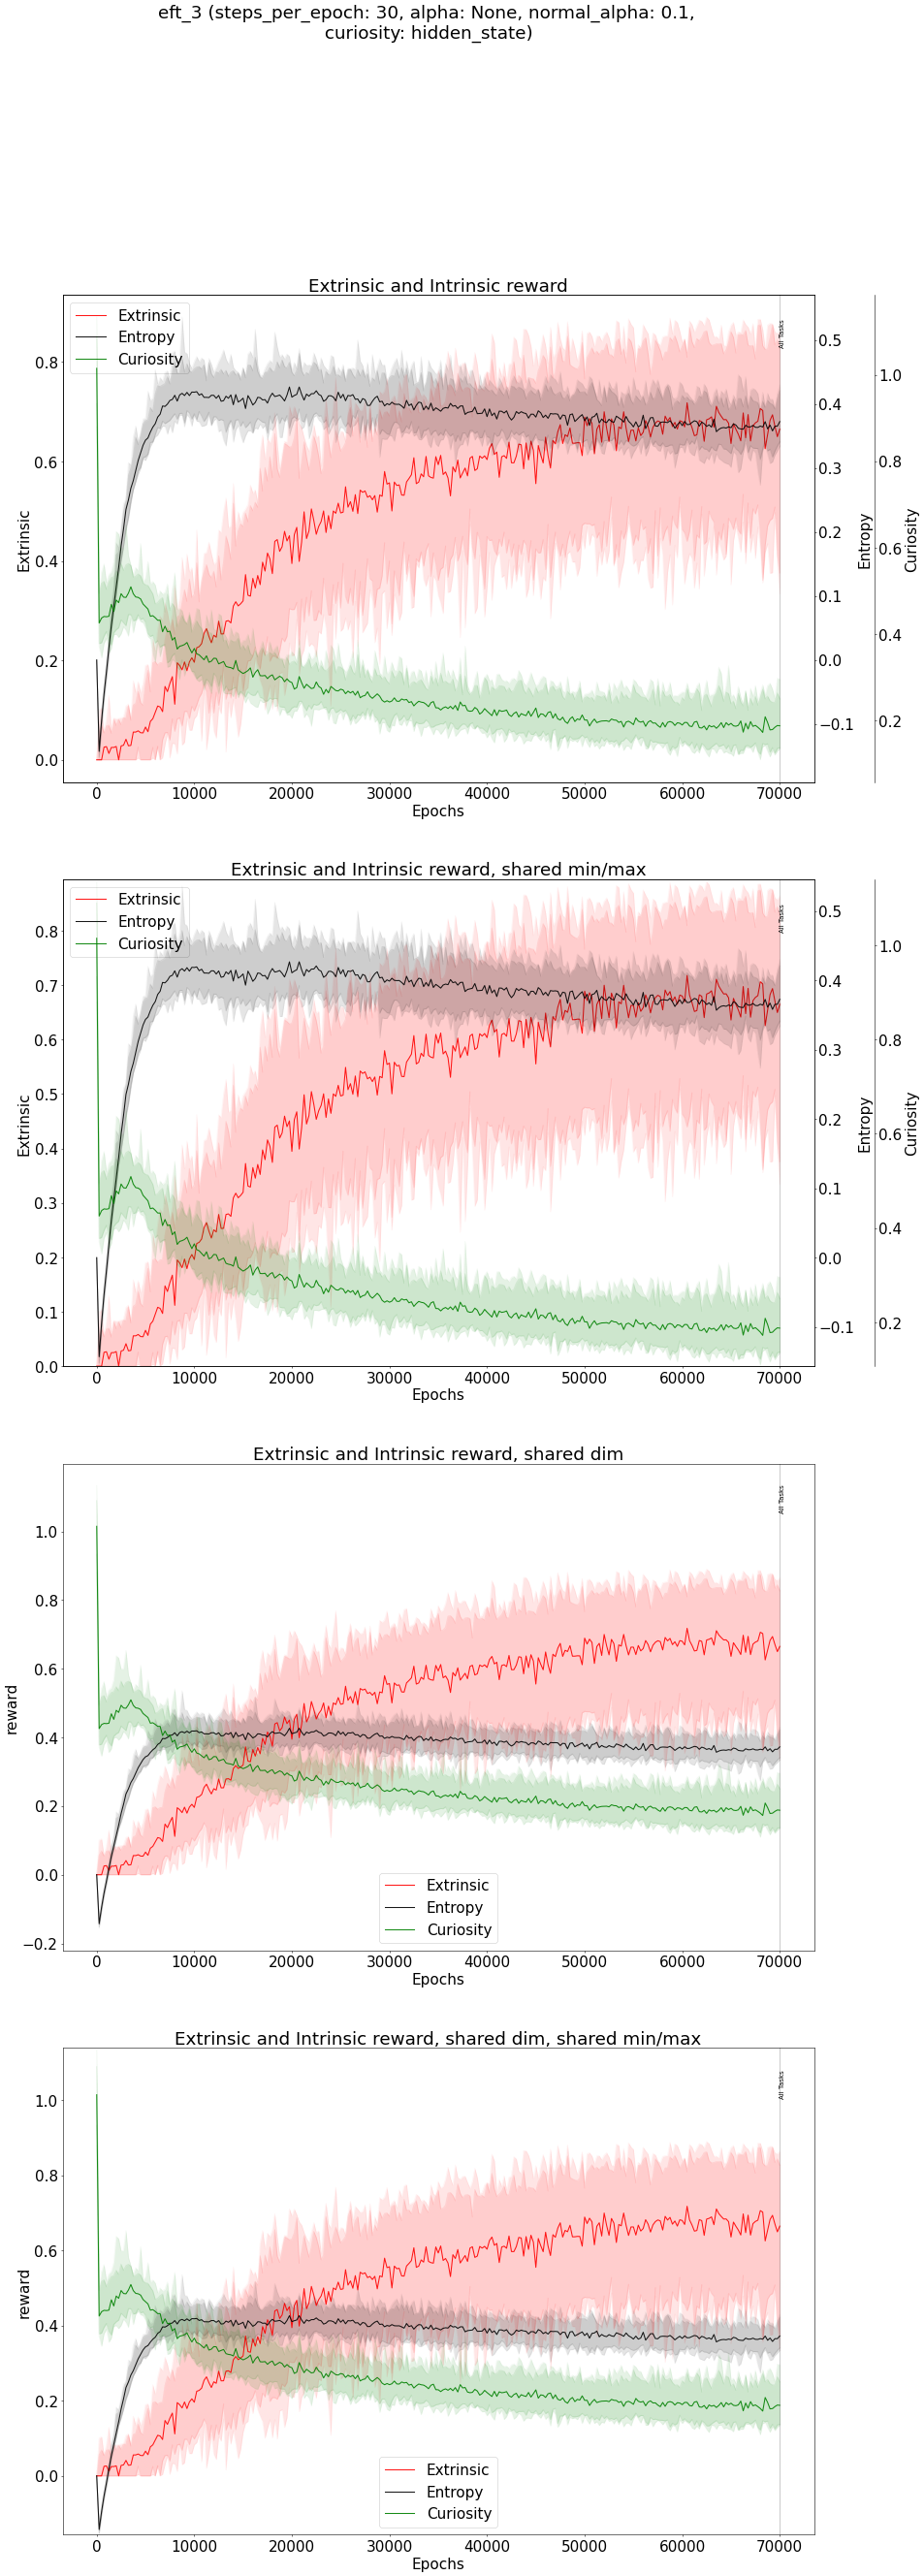 eft_3 (steps_per_epoch: 30, alpha: None, normal_alpha: 0.1,
curiosity: hidden_state)
Extrinsic and Intrinsic reward
Extrinsic
Entropy
Curiosity
All Tasks
0.8
0.6
0.4
0.2
0.0
Extrinsic
0.5
0.4
0.3
0.2
0.1
0.0
−0.1
Entropy
1.0
0.8
0.6
0.4
0.2
Curiosity
0 10000 20000 30000 40000 50000 60000 70000
Epochs
Extrinsic and Intrinsic reward, shared min/max
Extrinsic
Entropy
Curiosity
All Tasks
0.8
0.7
0.6
0.5
0.4
0.3
0.2
0.1
0.0
Extrinsic
0.5
0.4
0.3
0.2
0.1
0.0
−0.1
Entropy
1.0
0.8
0.6
0.4
0.2
Curiosity
0 10000 20000 30000 40000 50000 60000 70000
Epochs
Extrinsic and Intrinsic reward, shared dim
All Tasks
1.0
0.8
0.6
0.4
0.2
0.0
−0.2
reward
Extrinsic
Entropy
Curiosity
0 10000 20000 30000 40000 50000 60000 70000
Epochs
Extrinsic and Intrinsic reward, shared dim, shared min/max
All Tasks
1.0
0.8
0.6
0.4
0.2
0.0
reward
Extrinsic
Entropy
Curiosity
0 10000 20000 30000 40000 50000 60000 70000
Epochs